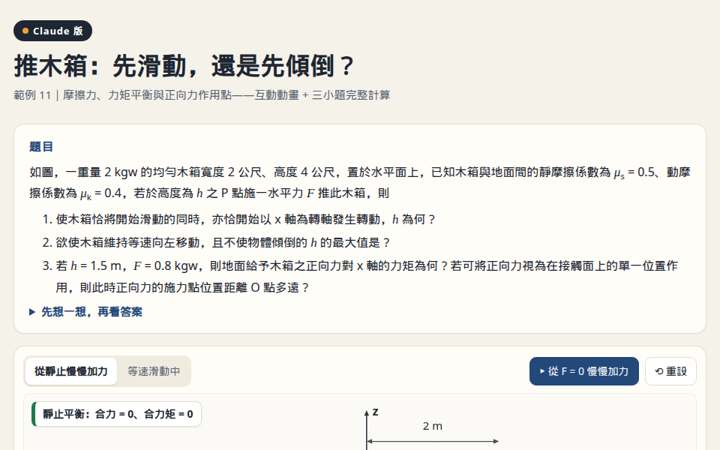 Claude 版
推木箱：先滑動，還是先傾倒？
範例 11｜摩擦力、力矩平衡與正向力作用點——互動動畫 + 三小題完整計算
題目
如圖，一重量 2 kgw 的均勻木箱寬度 2 公尺、高度 4 公尺，置於水平面上，已知木箱與地面間的靜摩擦係數為 μs = 0.5、動摩
擦係數為 μk = 0.4，若於高度為 h 之 P 點施一水平力 F 推此木箱，則
1. 使木箱恰將開始滑動的同時，亦恰開始以 x 軸為轉軸發生轉動，h 為何？
2. 欲使木箱維持等速向左移動，且不使物體傾倒的 h 的最大值是？
3. 若 h = 1.5 m，F = 0.8 kgw，則地面給予木箱之正向力對 x 軸的力矩為何？若可將正向力視為在接觸面上的單一位置作
用，則此時正向力的施力點位置距離 O 點多遠？
▶ 先想一想，再看答案
從靜止慢慢加力 等速滑動中 ▶ 從 F = 0 慢慢加力 ⟲ 重設
靜止平衡：合力 = 0、合力矩 = 0
z
2 m